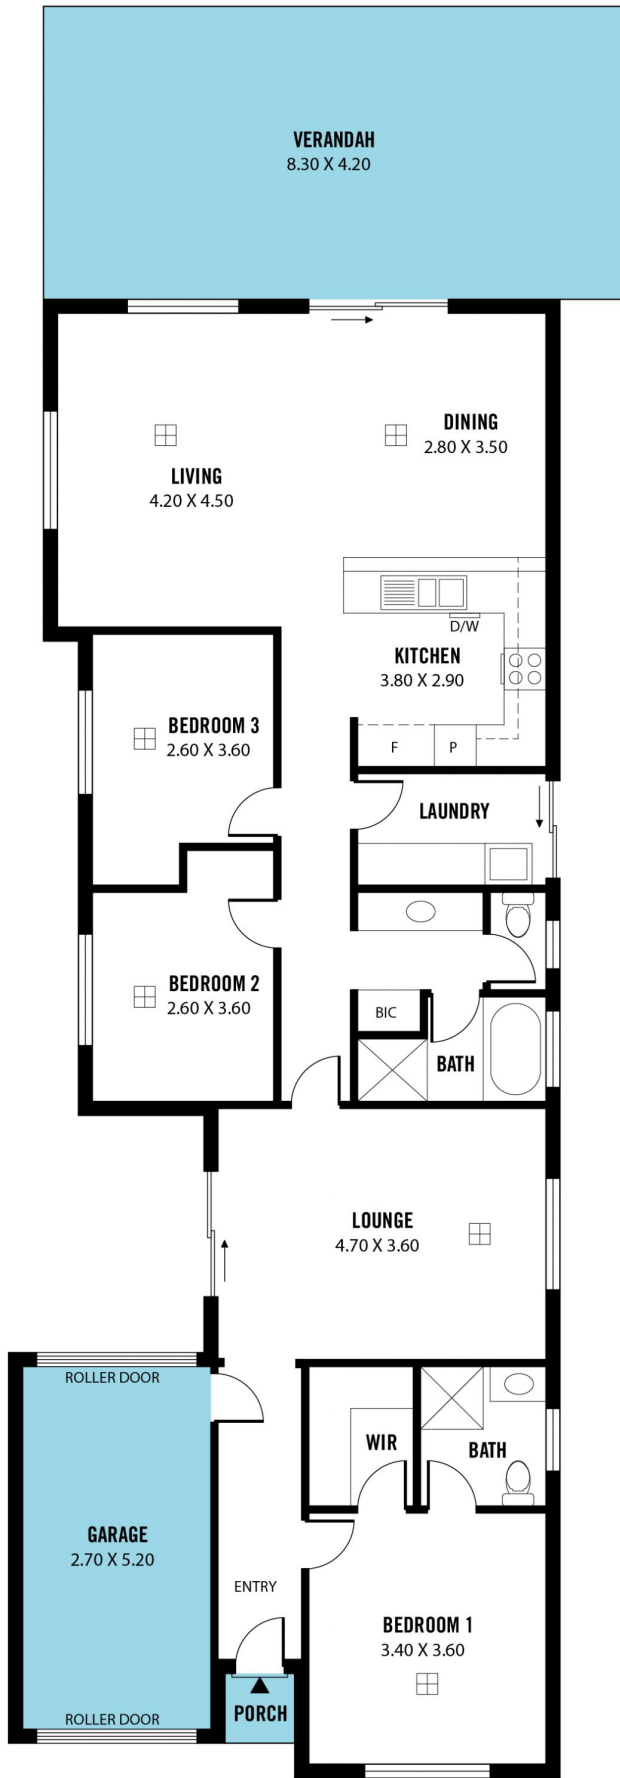 VERANDAH
8.30 X 4.20
DINING
2.80 X 3.50
LIVING
4.20 X 4.50
D/W
KITCHEN
3.80 X 2.90
BEDROOM 3
2.60 X 3.60
F
P
LAUNDRY
BEDROOM 2
2.60 X 3.60
BIC
BATH
LOUNGE
4.70 X 3.60
ROLLER DOOR
WIR
BATH
GARAGE
2.70 X 5.20
ENTRY
BEDROOM 1
3.40 X 3.60
PORCH
ROLLER DOOR